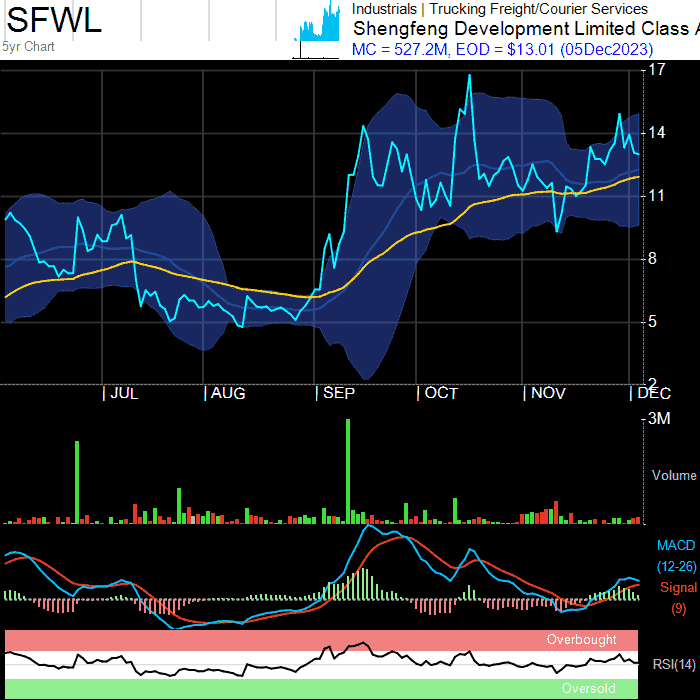 SFWL
5yr Chart
Industrials | Trucking Freight/Courier Services
Shengfeng Development Limited Class A
MC = 527.2M, EOD = $13.01 (05Dec2023)
17
14
11
8
5
2
JUL
AUG
SEP
OCT
NOV
DEC
3M
Volume
MACD
(12-26)
Signal
(9)
Overbought
RSI(14)
Oversold